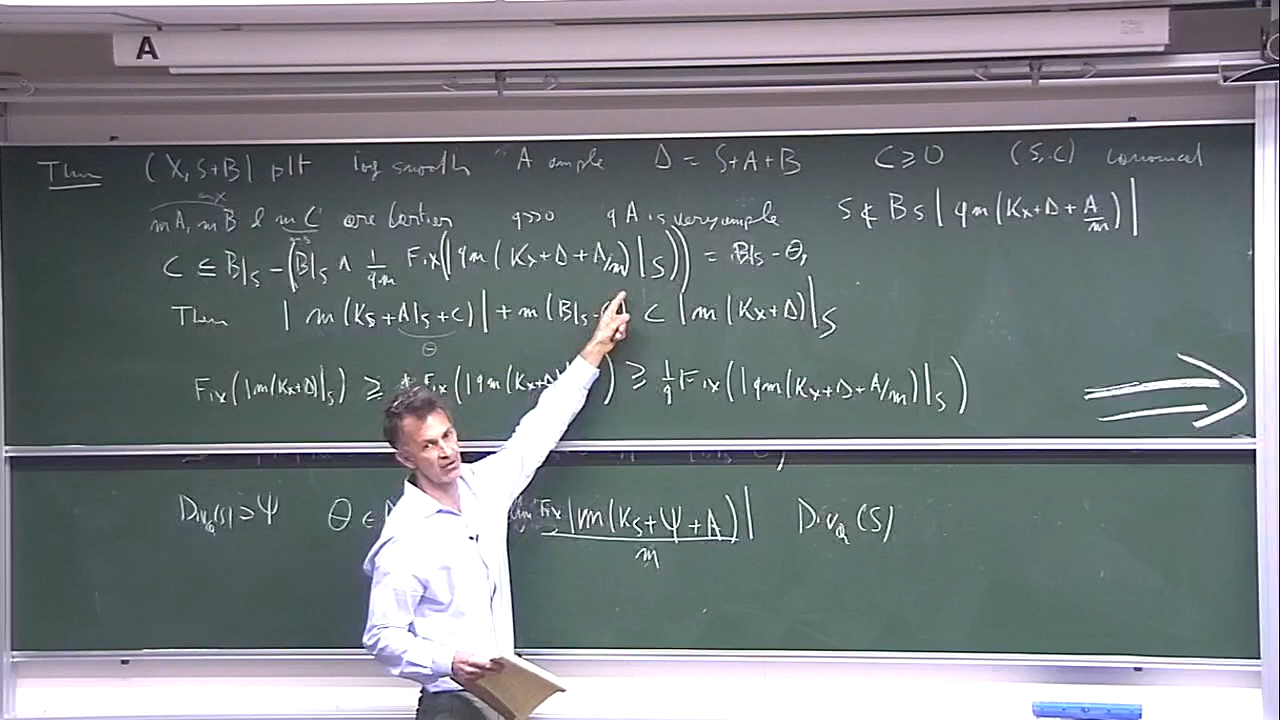 A
Thm (X, S+B) plt log smooth A ample Δ = S+A+B C ≥ 0 (S, C) canonical
mA, mB & mC are Cartier q>>0 qA is very ample S ⊄ Bs |qm(K_X+Δ+A/m)|
on X on S
C ≤ B|_S − (B|_S ∧ 1/qm Fix(|qm(K_X+Δ+A/m)|_S)) = B|_S − Θ,
Then |m(K_S+A|_S+C)| + m(B|_S − ⊂ |m(K_X+Δ)|_S
Θ
Fix(|m(K_X+Δ)|_S) ≥ Fix(|qm(K_X+Δ) ) ≥ 1/q Fix(|qm(K_X+Δ+A/m)|_S)
Div_Q(S) ∋ Ψ Θ ∈ Fix |m(K_S+Ψ+A)| / m Div_Q(S)